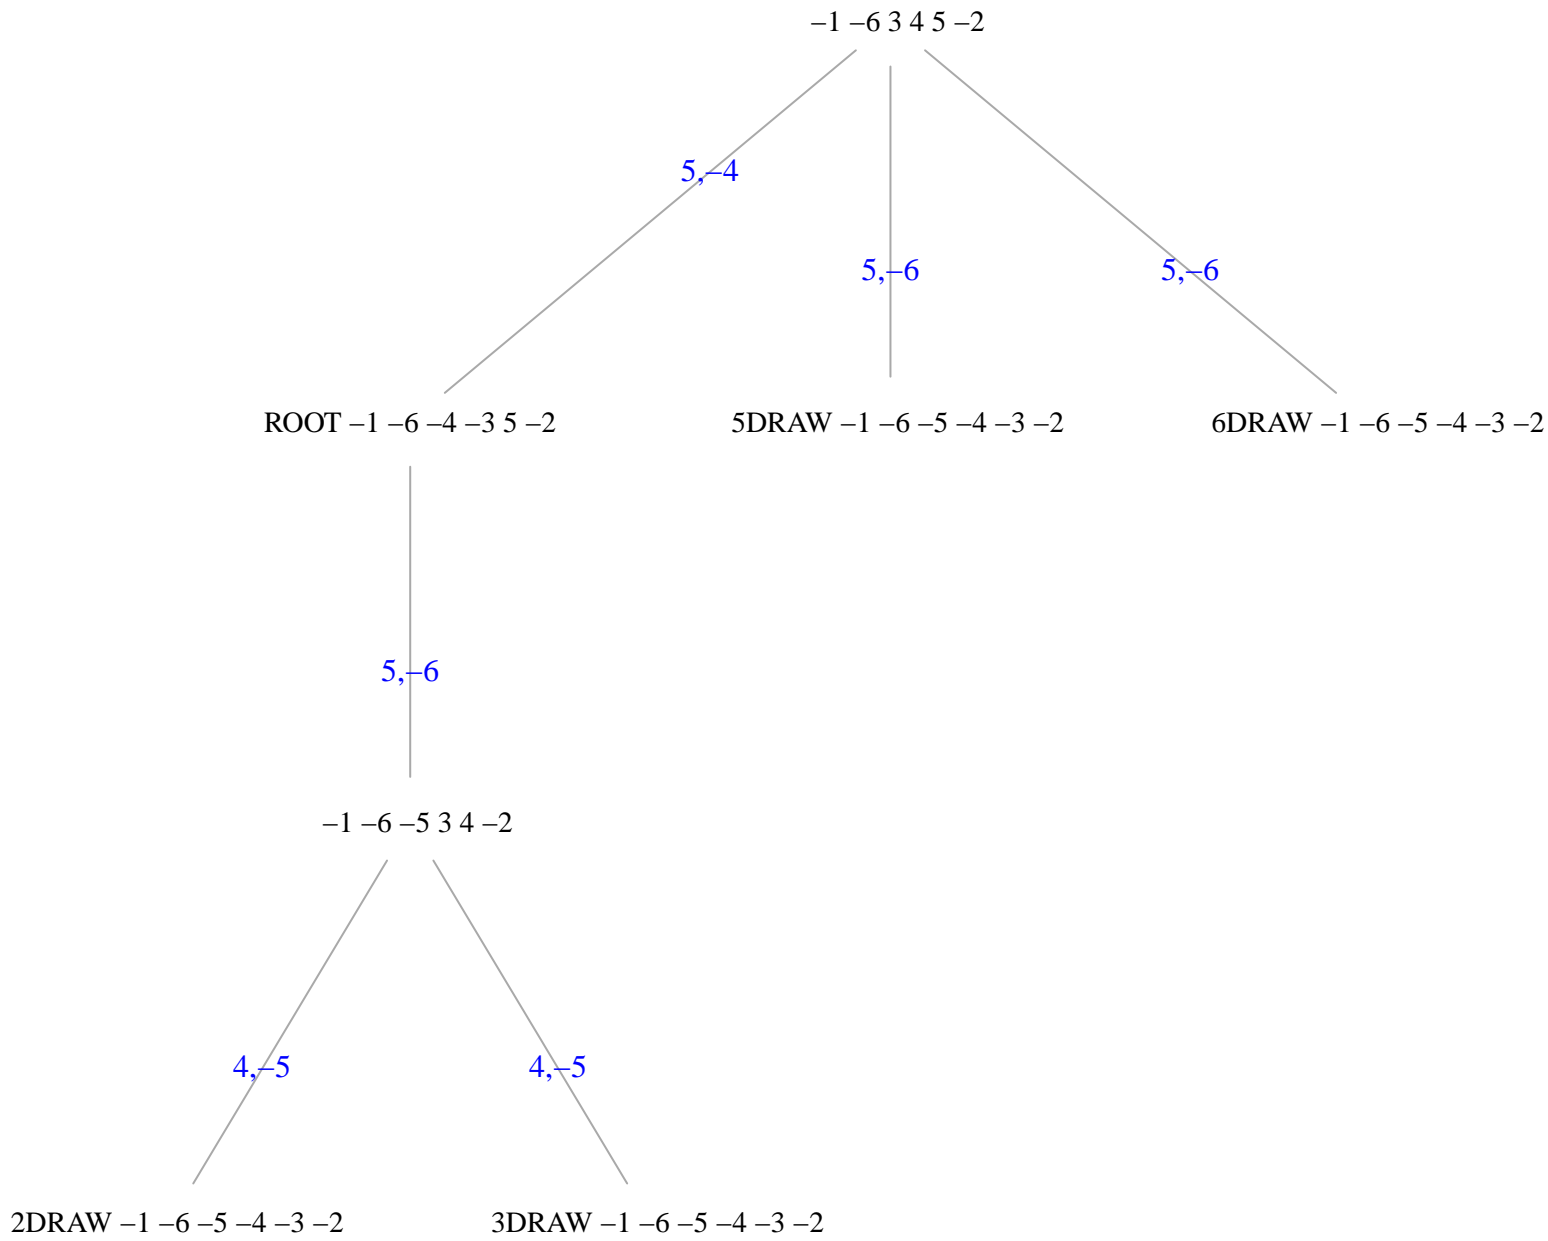 –1 –6 3 4 5 –2
5,–4
5,–6
5,–6
ROOT –1 –6 –4 –3 5 –2
5DRAW –1 –6 –5 –4 –3 –2
6DRAW –1 –6 –5 –4 –3 –2
5,–6
–1 –6 –5 3 4 –2
4,–5
4,–5
2DRAW –1 –6 –5 –4 –3 –2
3DRAW –1 –6 –5 –4 –3 –2